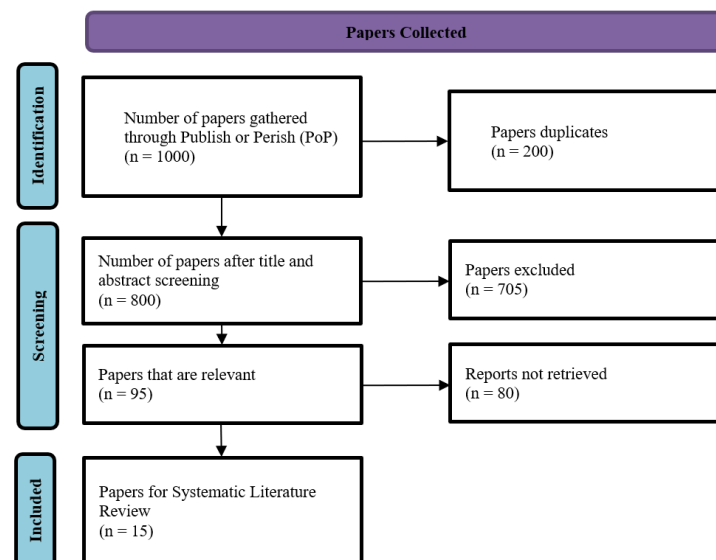 Papers Collected
Identification
Number of papers gathered
through Publish or Perish (PoP)
(n = 1000)
Papers duplicates
(n = 200)
Screening
Number of papers after title and
abstract screening
(n = 800)
Papers excluded
(n = 705)
Papers that are relevant
(n = 95)
Reports not retrieved
(n = 80)
Included
Papers for Systematic Literature
Review
(n = 15)